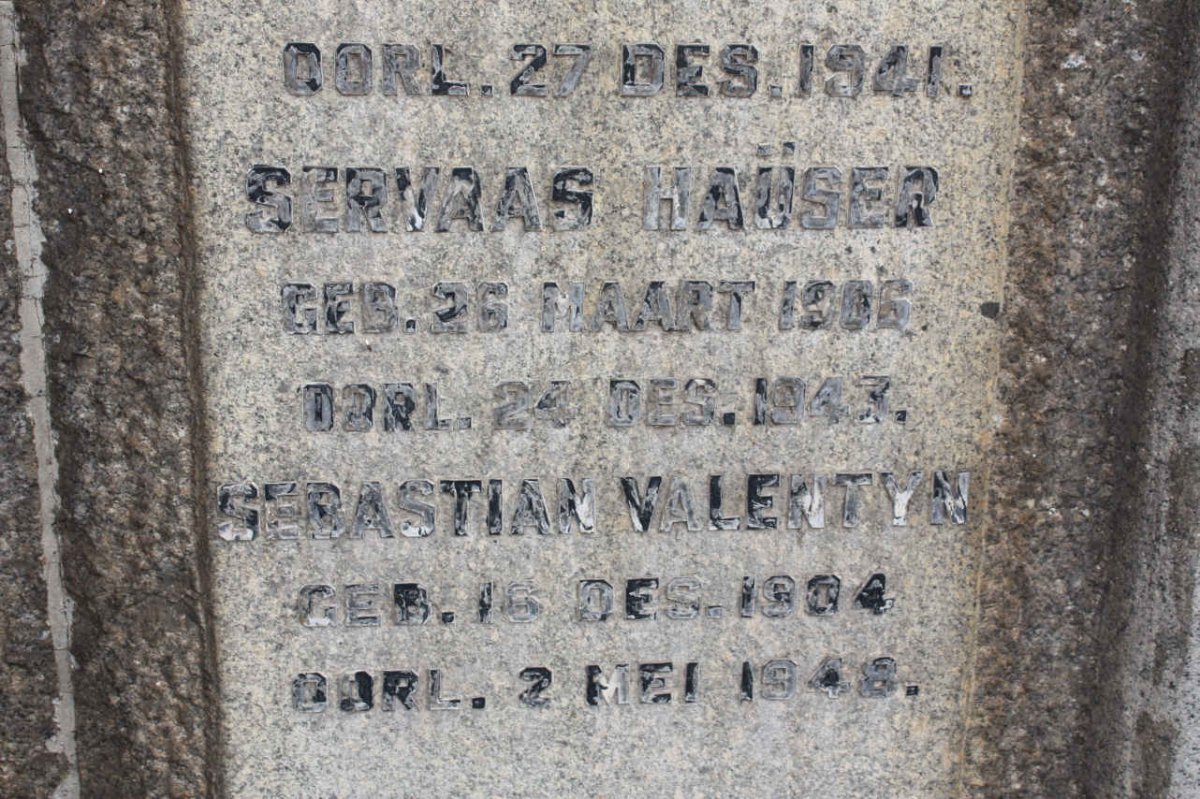 OORL. 27 DES. 1941.
SERVAAS HAÜSER
GEB. 26 MAART 1906
OORL. 24 DES. 1943.
SEBASTIAN VALENTYN
GEB. 16 DES. 1904
OORL. 2 MEI 1948.